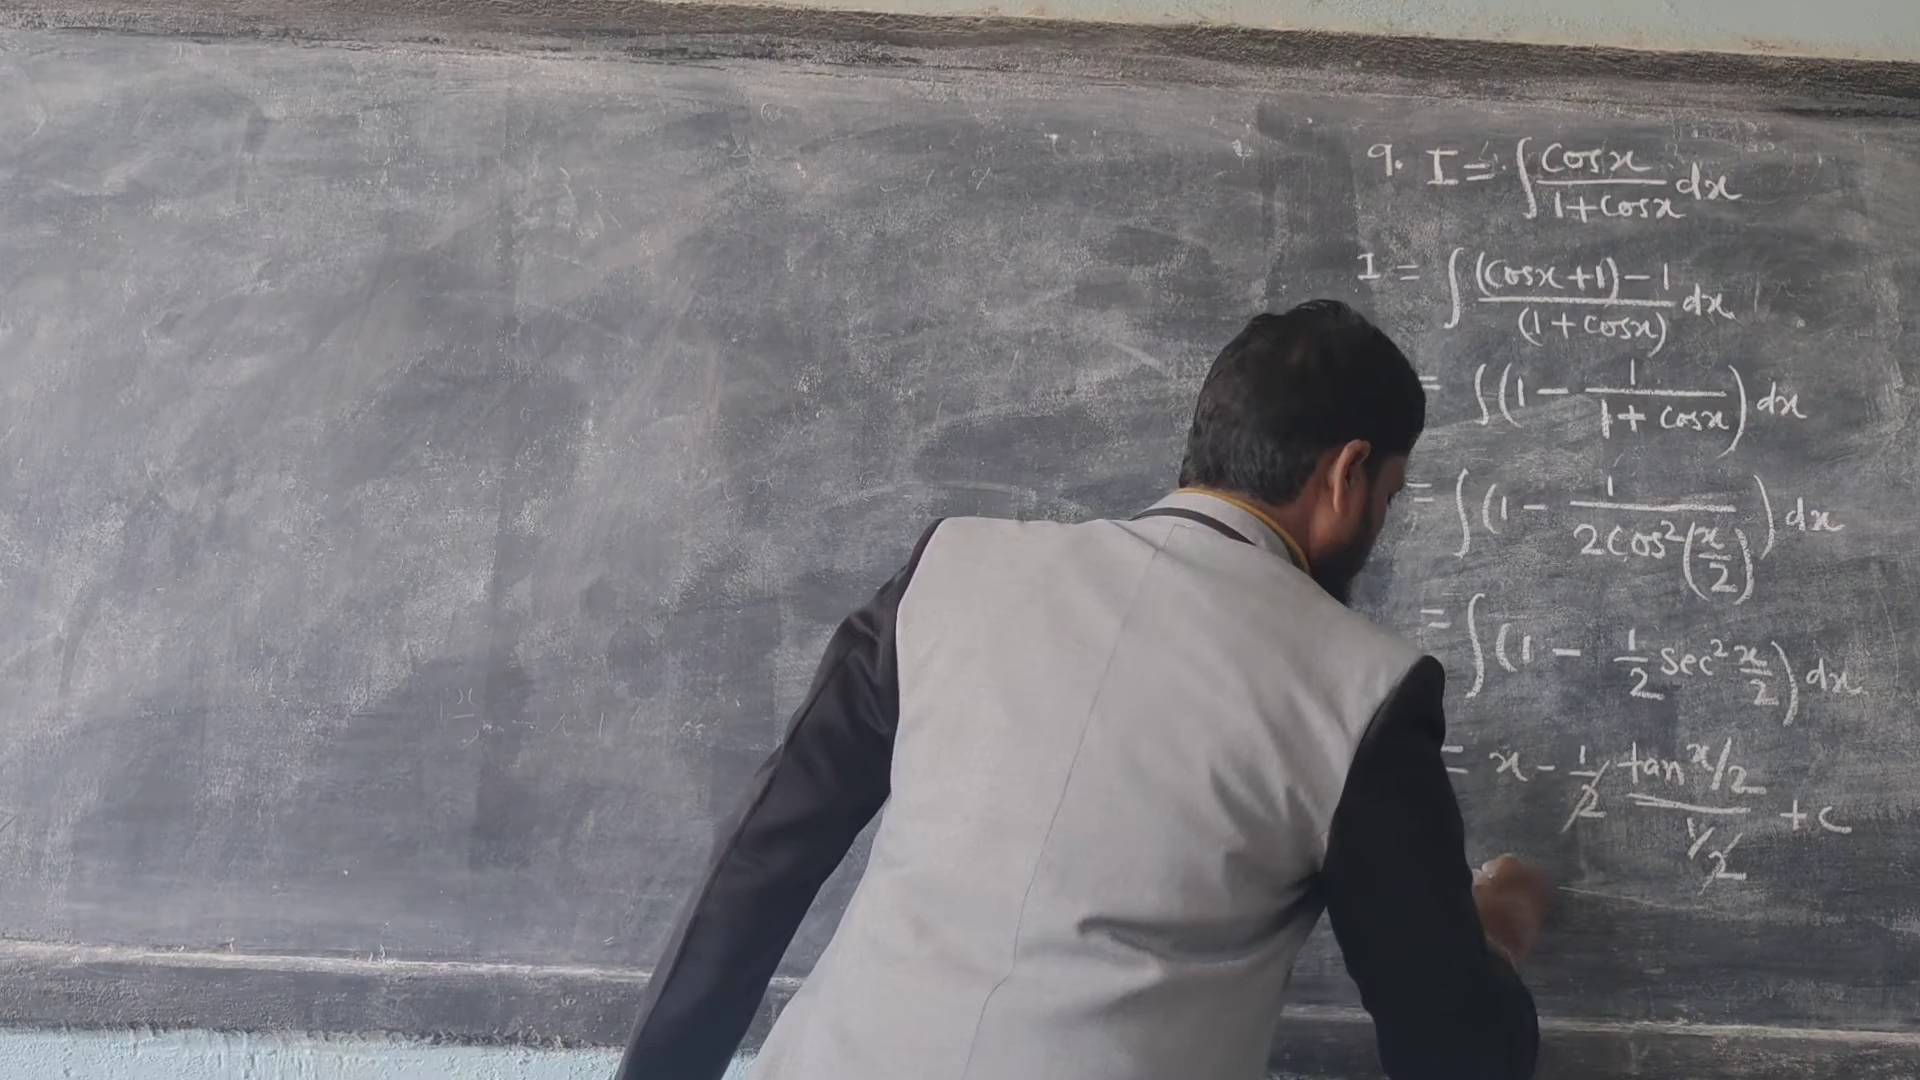 9. I = ∫ cosx/(1+cosx) dx
I = ∫ ((cosx+1)-1)/(1+cosx) dx
= ∫(1 - 1/(1+cosx)) dx
= ∫(1 - 1/(2cos²(x/2))) dx
= ∫(1 - 1/2 sec² x/2) dx
= x - 1/2 (tan x/2)/(1/2) + c